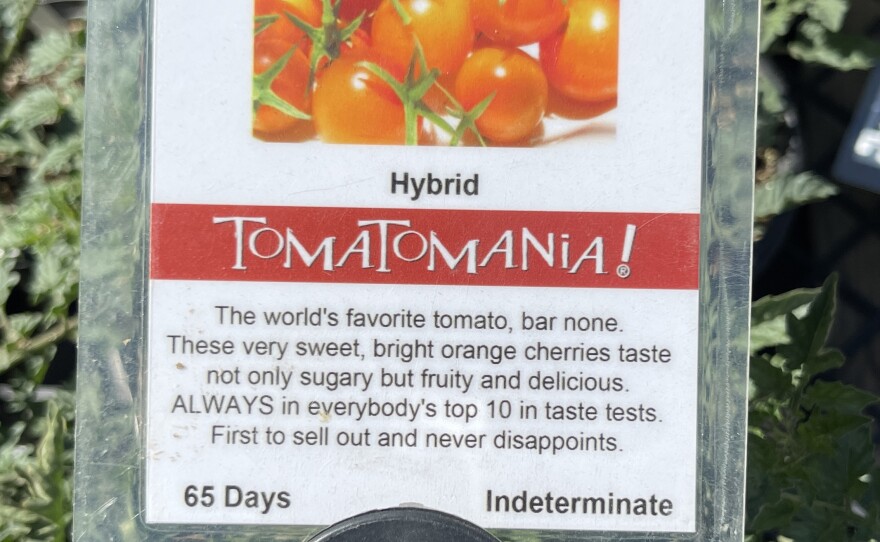 Hybrid
TOMATOMANiA!®
The world's favorite tomato, bar none.
These very sweet, bright orange cherries taste
not only sugary but fruity and delicious.
ALWAYS in everybody's top 10 in taste tests.
First to sell out and never disappoints.
65 Days Indeterminate